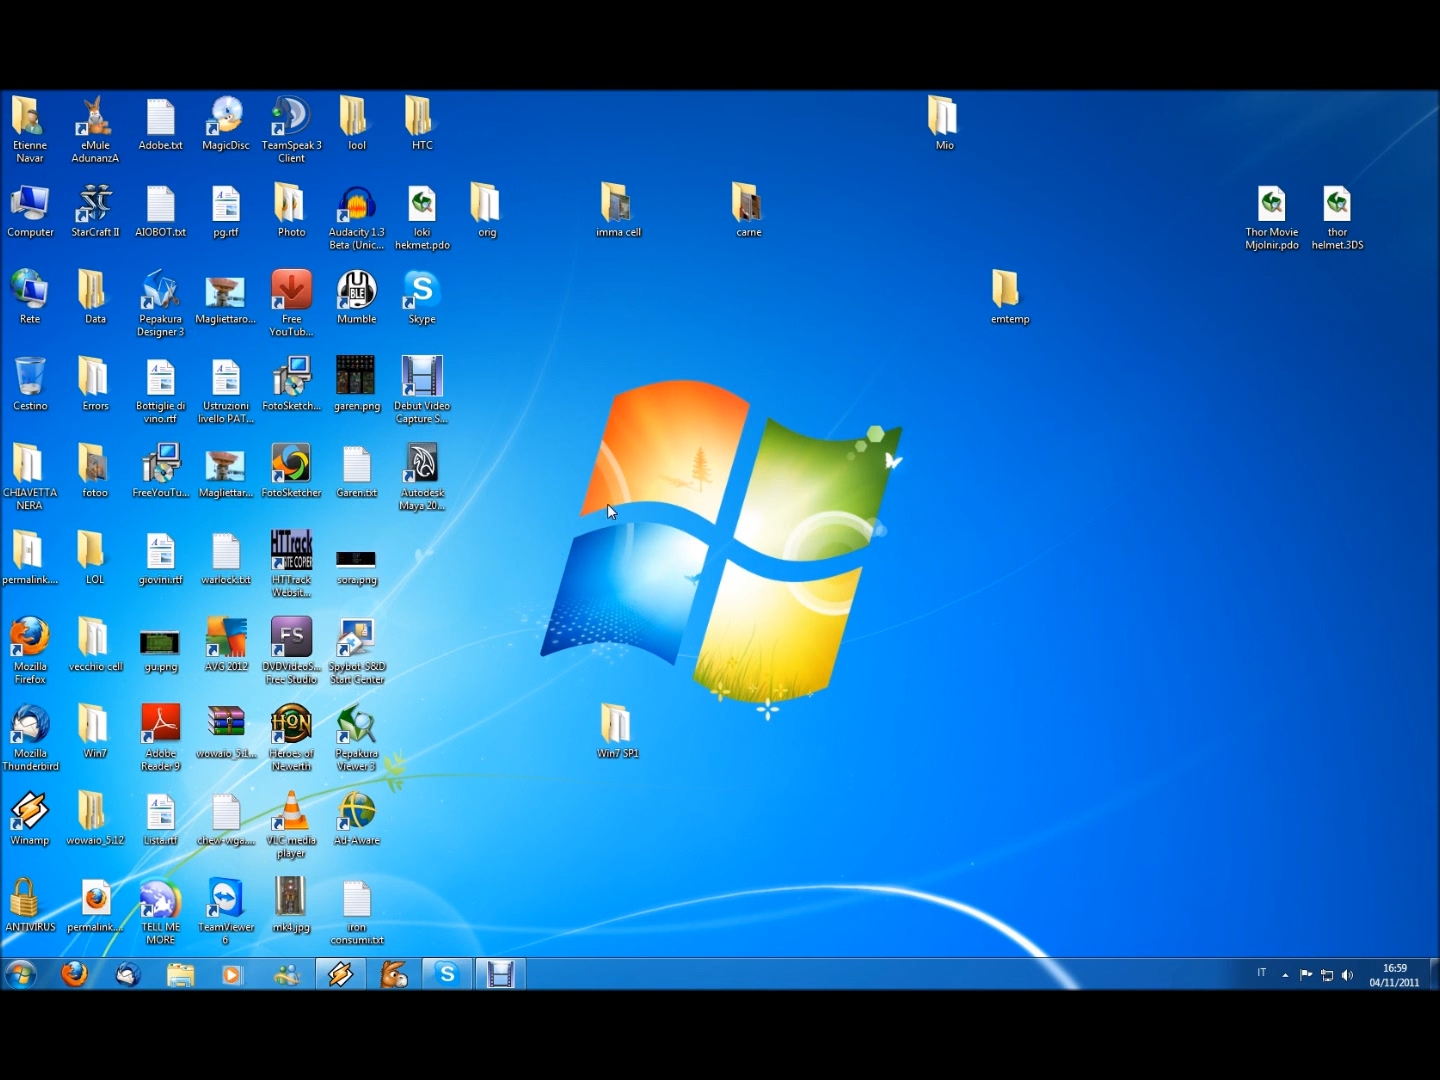 Etienne Navar
eMule AdunanzA
Adobe.txt
MagicDisc
TeamSpeak 3 Client
lool
HTC
Mio
Computer
StarCraft II
AIOBOT.txt
pg.rtf
Photo
Audacity 1.3 Beta (Unic...
loki hekmet.pdo
orig
imma cell
carne
Thor Movie Mjolnir.pdo
thor helmet.3DS
Rete
Data
Pepakura Designer 3
Magliettaro...
Free YouTub...
Mumble
Skype
emtemp
Cestino
Errors
Bottiglie di vino.rtf
Ustruzioni livello PAT...
FotoSketch...
garen.png
Debut Video Capture S...
CHIAVETTA NERA
fotoo
FreeYouTu...
Magliettar...
FotoSketcher
Garen.txt
Autodesk Maya 20...
permalink....
LOL
giovini.rtf
warlock.txt
HTTrack Websit...
sora.png
Mozilla Firefox
vecchio cell
gu.png
AVG 2012
DVDVideoS... Free Studio
Spybot S&D Start Center
Mozilla Thunderbird
Win7
Adobe Reader 9
wowaio_5.1...
Heroes of Newerth
Pepakura Viewer 3
Win7 SP1
Winamp
wowaio_5.12
Lista.rtf
chew-wga....
VLC media player
Ad-Aware
ANTIVIRUS
permalink....
TELL ME MORE
TeamViewer 6
mk4.jpg
iron consumi.txt
IT
16:59
04/11/2011